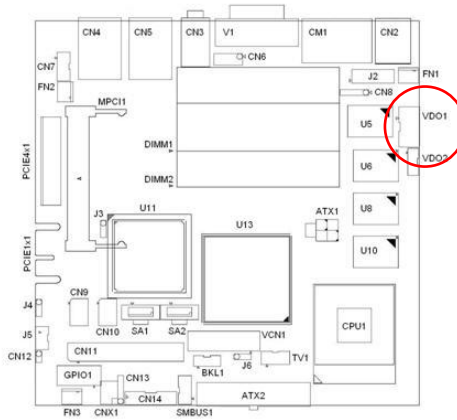 CN4
CN5
CN3
V1
CM1
CN2
CN6
CN7
FN2
J2
FN1
CN8
MPCI1
VDO1
U5
PCIE4x1
A
DIMM1
U6
VDO2
DIMM2
U11
J3
U13
ATX1
U8
U10
PCIE1x1
CN9
J4
CN10
SA1
SA2
CPU1
J5
VCN1
CN12
CN11
J6
TV1
BKL1
GPIO1
CN13
CN14
ATX2
FN3
CNX1
SMBUS1